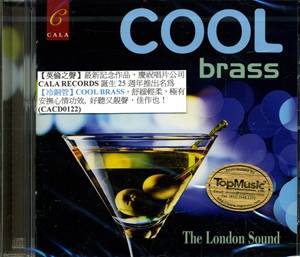 CALA
COOL
brass
【英倫之聲】最新紀念作品，慶祝唱片公司
CALA RECORDS 誕生 25 週年推出名爲
【冷銅管】COOL BRASS，舒緩輕柔，極有
安撫心情功效, 好聽又靚聲，佳作也！
(CACD0122)
TopMusic
The London Sound